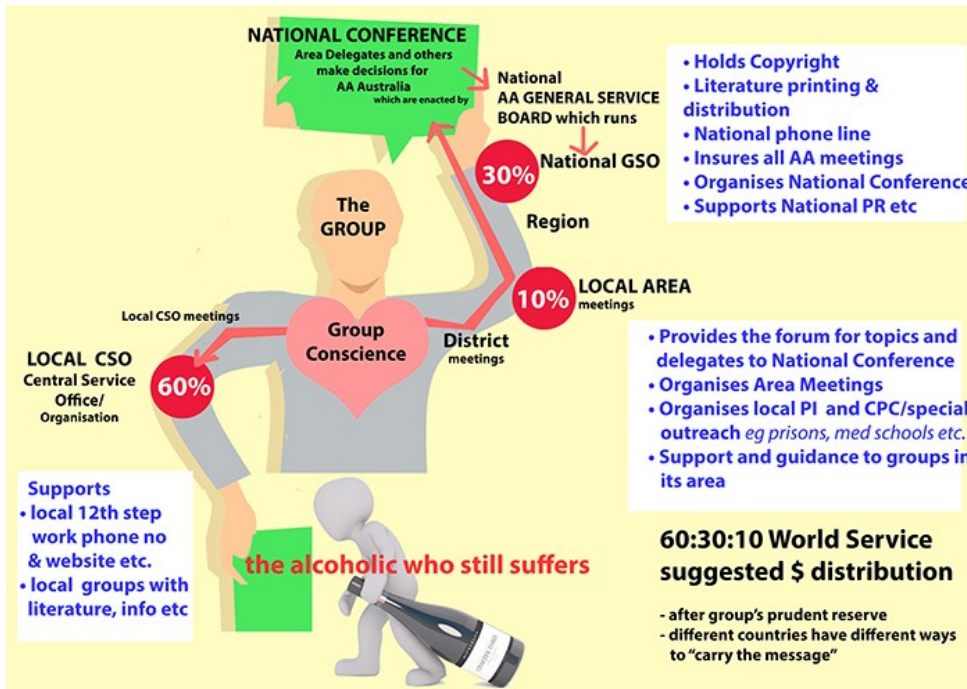 NATIONAL CONFERENCE
Area Delegates and others
make decisions for
AA Australia
which are enacted by
National
AA GENERAL SERVICE
BOARD which runs
National GSO
30%
Region
• Holds Copyright
• Literature printing &
distribution
• National phone line
• Insures all AA meetings
• Organises National Conference
• Supports National PR etc
The
GROUP
10%
LOCAL AREA
meetings
Local CSO meetings
Group
Conscience
District
meetings
LOCAL CSO
Central Service
Office/
Organisation
60%
• Provides the forum for topics and
delegates to National Conference
• Organises Area Meetings
• Organises local PI and CPC/special
outreach eg prisons, med schools etc.
• Support and guidance to groups in
its area
Supports
• local 12th step
work phone no
& website etc.
• local groups with
literature, info etc
the alcoholic who still suffers
60:30:10 World Service
suggested $ distribution
- after group's prudent reserve
- different countries have different ways
to "carry the message"